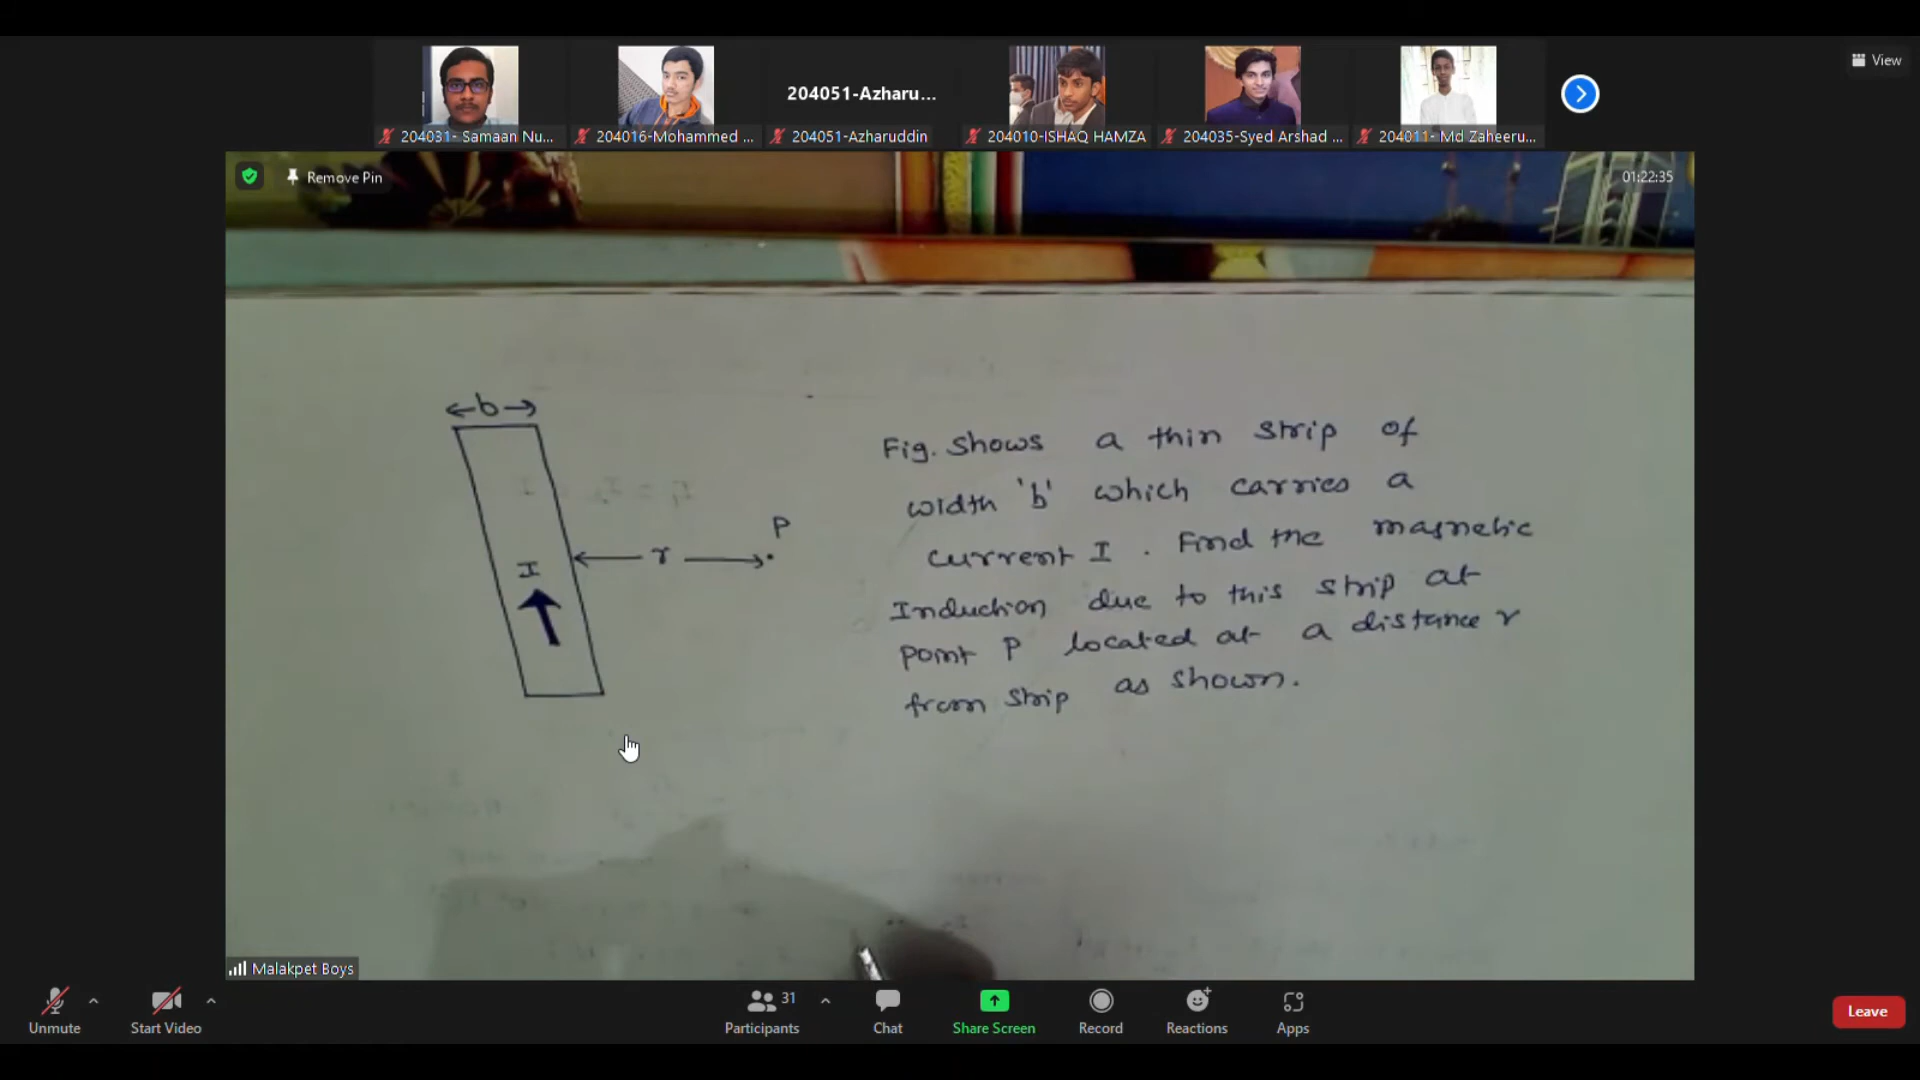 View
204051-Azharu...
204031- Samaan Nu...
204016-Mohammed ...
204051-Azharuddin
204010-ISHAQ HAMZA
204035-Syed Arshad ...
204011- Md Zaheeru...
Remove Pin
01:22:35
b
I
r
P
Fig. Shows a thin strip of
width 'b' which carries a
current I. Find the magnetic
Induction due to this strip at
point P located at a distance r
from strip as shown.
Malakpet Boys
Unmute
Start Video
31
Participants
Chat
Share Screen
Record
Reactions
Apps
Leave